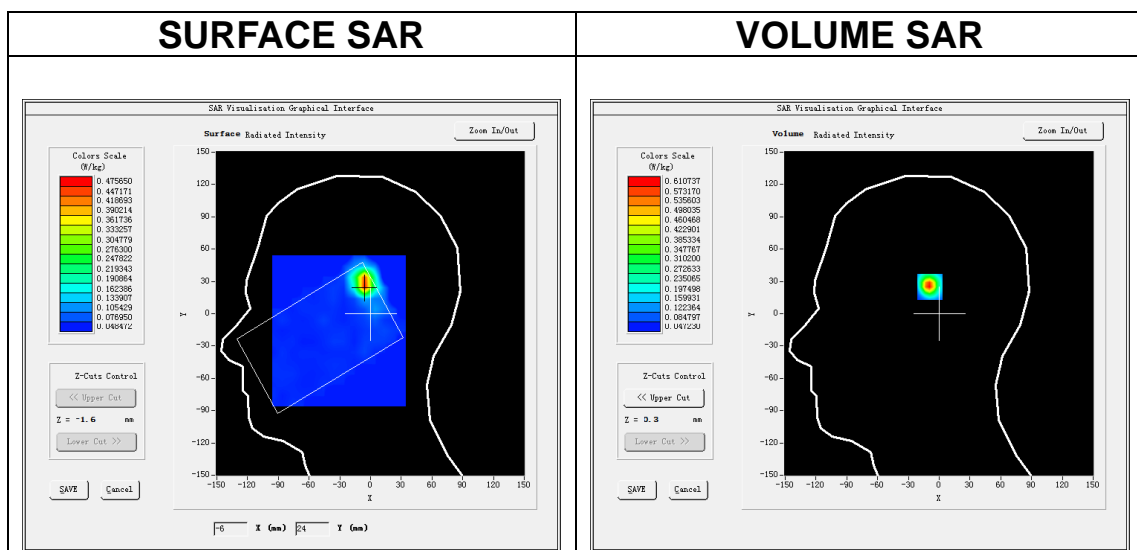 SURFACE SAR
VOLUME SAR
SAR Visualisation Graphical Interface
Surface Radiated Intensity
Zoom In/Out
Colors Scale
(W/kg)
0.475650
0.447171
0.418693
0.390214
0.361736
0.333257
0.304779
0.276300
0.247822
0.219343
0.190864
0.162386
0.133907
0.105429
0.076950
0.048472
Z-Cuts Control
<< Upper Cut
Z = -1.6 mm
Lower Cut >>
SAVE Cancel
150
120
90
60
30
0
-30
-60
-90
-120
-150
Y
-150 -120 -90 -60 -30 0 30 60 90 120 150
X
-6 X (mm) 24 Y (mm)
SAR Visualisation Graphical Interface
Volume Radiated Intensity
Zoom In/Out
Colors Scale
(W/kg)
0.610737
0.573170
0.535603
0.498035
0.460468
0.422901
0.385334
0.347767
0.310200
0.272633
0.235065
0.197498
0.159931
0.122364
0.084797
0.047230
Z-Cuts Control
<< Upper Cut
Z = 0.3 mm
Lower Cut >>
SAVE Cancel
150
120
90
60
30
0
-30
-60
-90
-120
-150
Y
-150 -120 -90 -60 -30 0 30 60 90 120 150
X